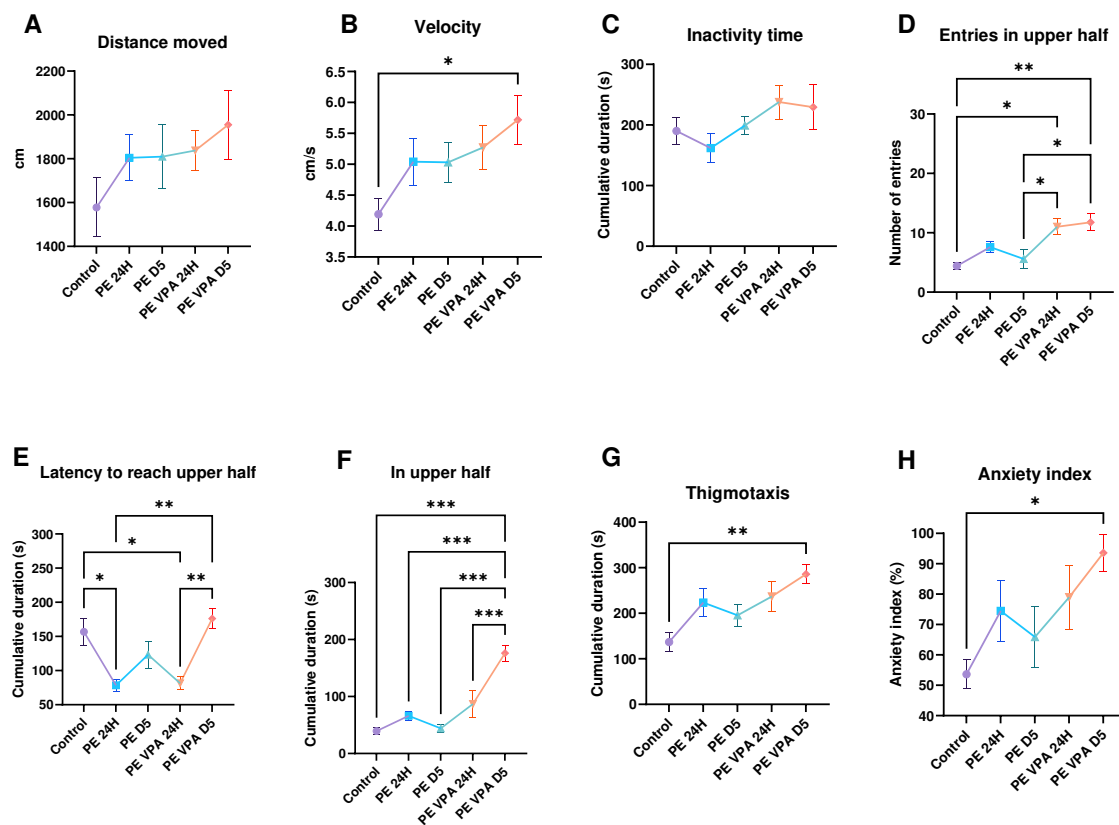 A
Distance moved
2200
2000
1800
1600
1400
cm
Control
PE 24H
PE D5
PE VPA 24H
PE VPA D5
B
Velocity
*
6.5
6.0
5.5
5.0
4.5
4.0
3.5
cm/s
Control
PE 24H
PE D5
PE VPA 24H
PE VPA D5
C
Inactivity time
300
200
100
0
Cumulative duration (s)
Control
PE 24H
PE D5
PE VPA 24H
PE VPA D5
D
Entries in upper half
**
*
*
*
30
20
10
0
Number of entries
Control
PE 24H
PE D5
PE VPA 24H
PE VPA D5
E
Latency to reach upper half
**
*
*
**
300
250
200
150
100
50
Cumulative duration (s)
Control
PE 24H
PE D5
PE VPA 24H
PE VPA D5
F
In upper half
***
***
***
***
300
200
100
0
Cumulative duration (s)
Control
PE 24H
PE D5
PE VPA 24H
PE VPA D5
G
Thigmotaxis
**
400
300
200
100
0
Cumulative duration (s)
Control
PE 24H
PE D5
PE VPA 24H
PE VPA D5
H
Anxiety index
*
100
90
80
70
60
50
40
Anxiety index (%)
Control
PE 24H
PE D5
PE VPA 24H
PE VPA D5